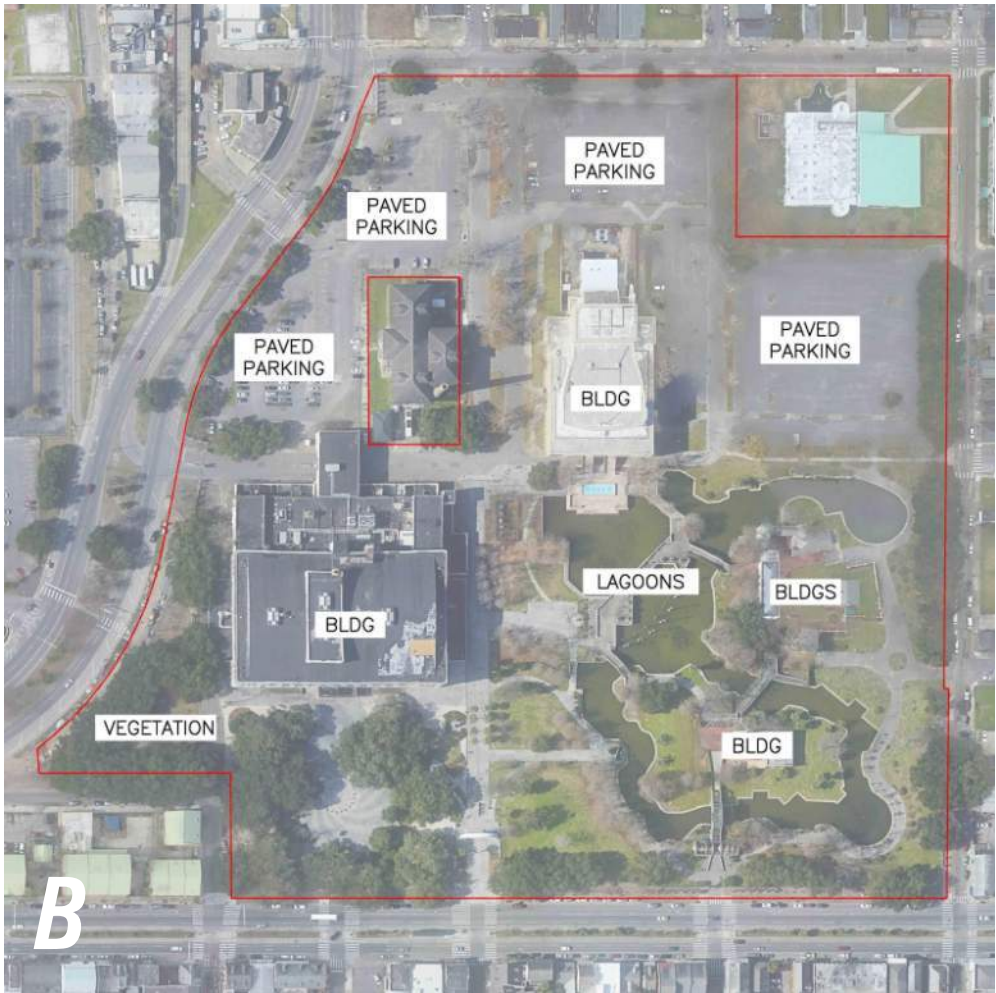 PAVED
PARKING
PAVED
PARKING
PAVED
PARKING
PAVED
PARKING
BLDG
LAGOONS
BLDGS
BLDG
VEGETATION
BLDG
B